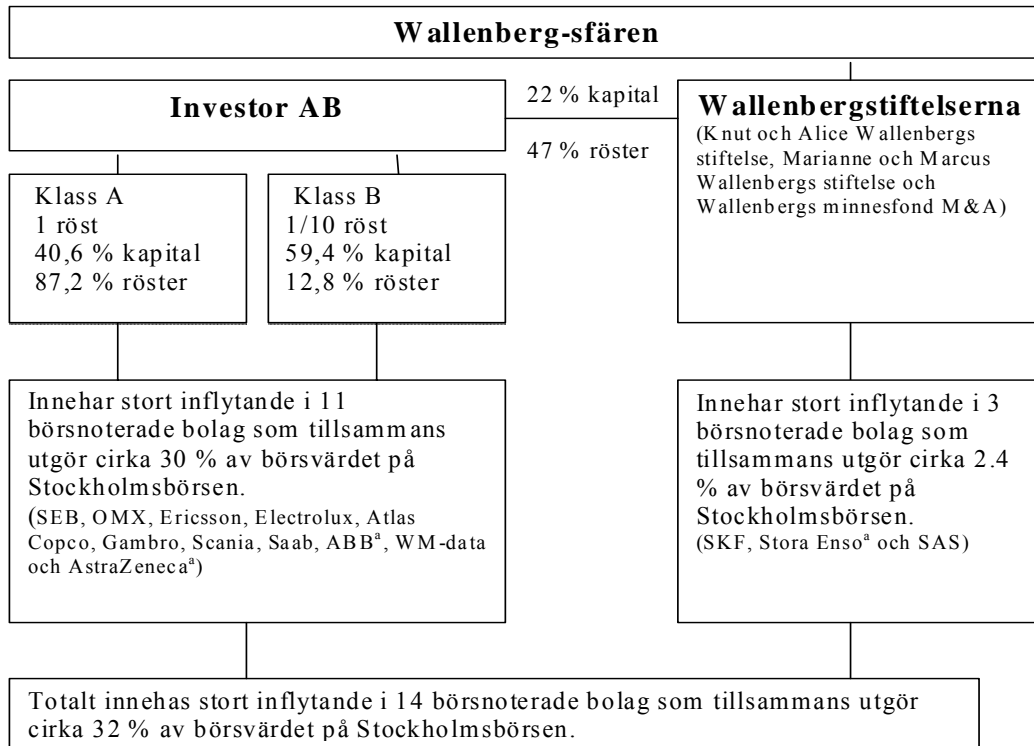 Wallenberg-sfären
Investor AB
22 % kapital
47 % röster
Wallenbergstiftelserna
(Knut och Alice Wallenbergs
stiftelse, Marianne och Marcus
Wallenbergs stiftelse och
Wallenbergs minnesfond M&A)
Klass A
1 röst
40,6 % kapital
87,2 % röster
Klass B
1/10 röst
59,4 % kapital
12,8 % röster
Innehar stort inflytande i 11
börsnoterade bolag som tillsammans
utgör cirka 30 % av börsvärdet på
Stockholmsbörsen.
(SEB, OMX, Ericsson, Electrolux, Atlas
Copco, Gambro, Scania, Saab, ABBᵃ, WM-data
och AstraZenecaᵃ)
Innehar stort inflytande i 3
börsnoterade bolag som
tillsammans utgör cirka 2.4
% av börsvärdet på
Stockholmsbörsen.
(SKF, Stora Ensoᵃ och SAS)
Totalt innehas stort inflytande i 14 börsnoterade bolag som tillsammans utgör
cirka 32 % av börsvärdet på Stockholmsbörsen.